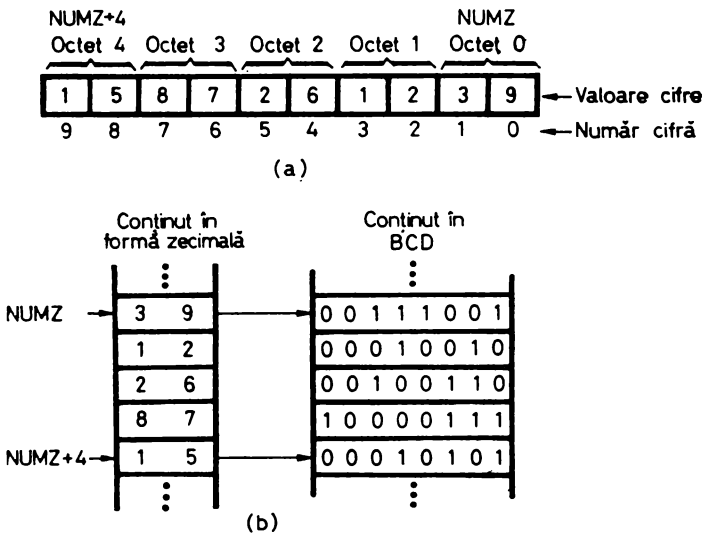 NUMZ+4 NUMZ
Octet 4 Octet 3 Octet 2 Octet 1 Octet 0
1 5 8 7 2 6 1 2 3 9 Valoare cifre
9 8 7 6 5 4 3 2 1 0 Număr cifră
(a)
Conținut în Conținut în
formă zecimală BCD
NUMZ 3 9 0 0 1 1 1 0 0 1
1 2 0 0 0 1 0 0 1 0
2 6 0 0 1 0 0 1 1 0
8 7 1 0 0 0 0 1 1 1
NUMZ+4 1 5 0 0 0 1 0 1 0 1
(b)